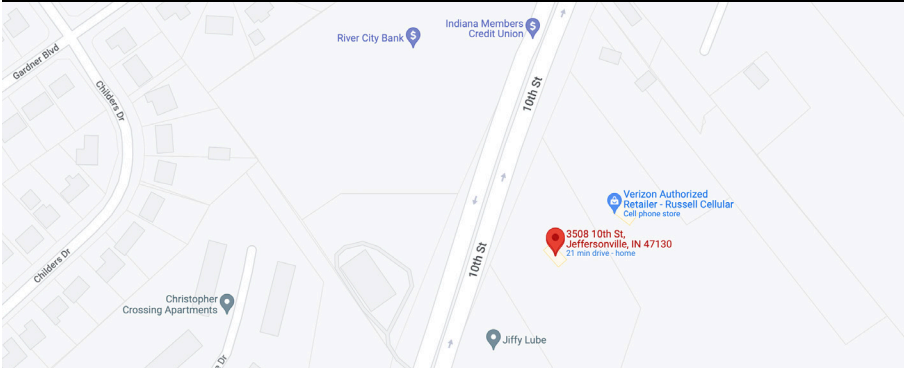 Indiana Members
Credit Union
River City Bank
Gardner Blvd
Childers Dr
10th St
Verizon Authorized
Retailer - Russell Cellular
Cell phone store
3508 10th St,
Jeffersonville, IN 47130
21 min drive - home
10th St
Childers Dr
Christopher
Crossing Apartments
Jiffy Lube
Dr